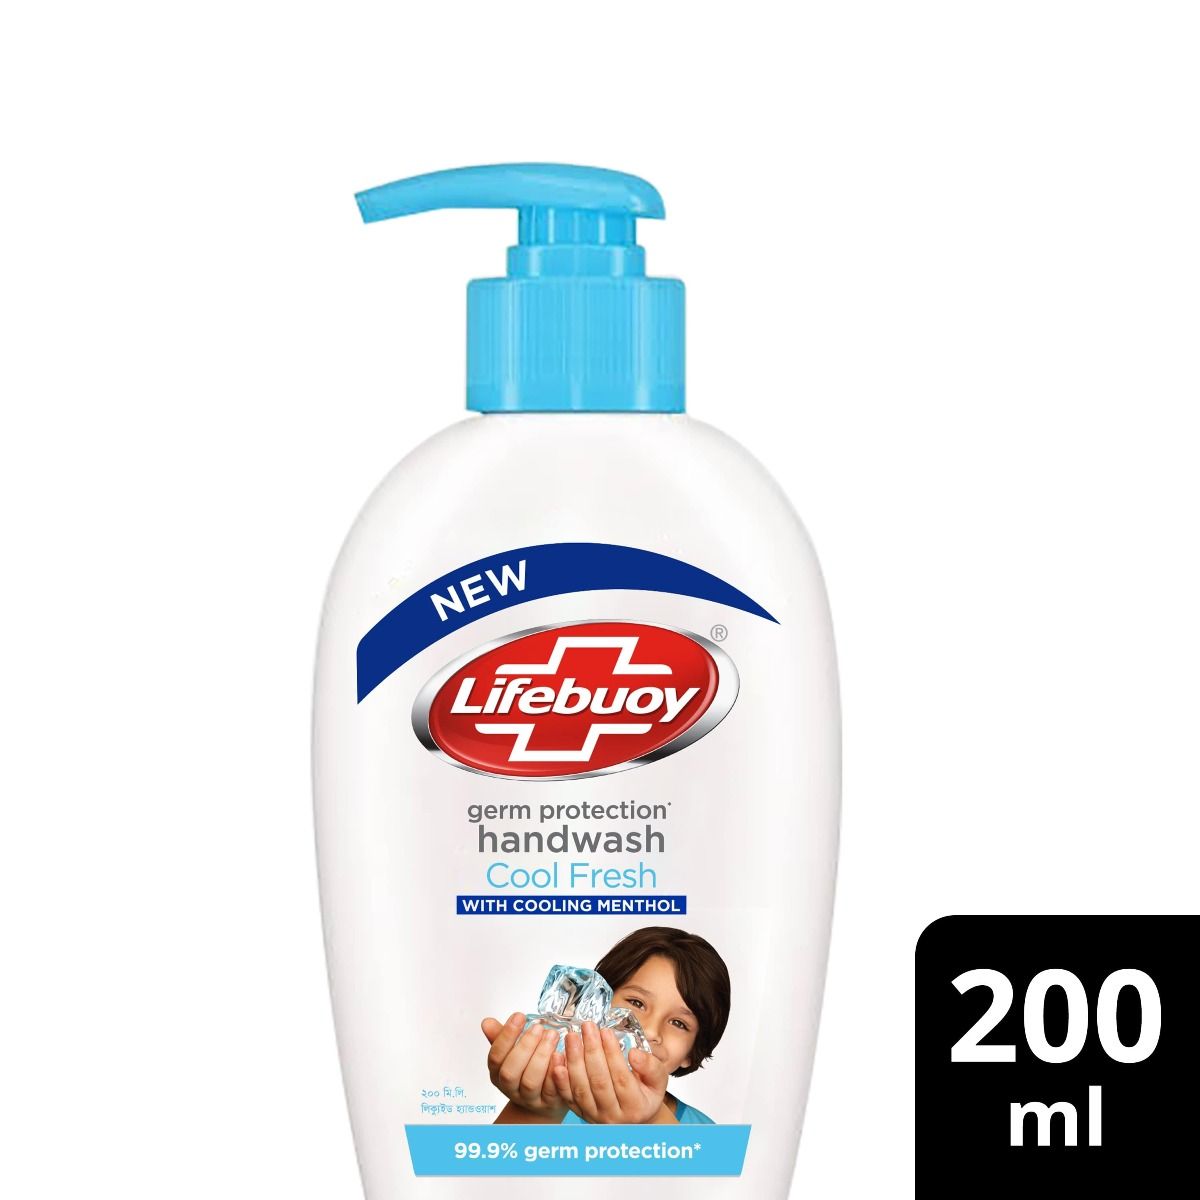 NEW
Lifebuoy
®
germ protection*
handwash
Cool Fresh
WITH COOLING MENTHOL
২০০ মি.লি.
লিক্যুইড হ্যান্ডওয়াশ
99.9% germ protection*
200
ml